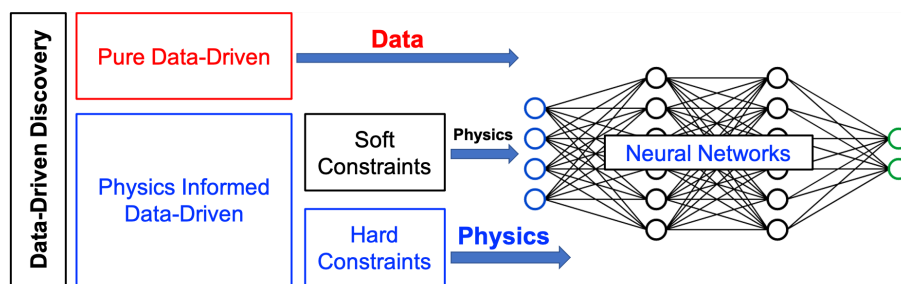 Data-Driven Discovery
Pure Data-Driven
Data
Physics Informed
Data-Driven
Soft
Constraints
Physics
Hard
Constraints
Physics
Neural Networks